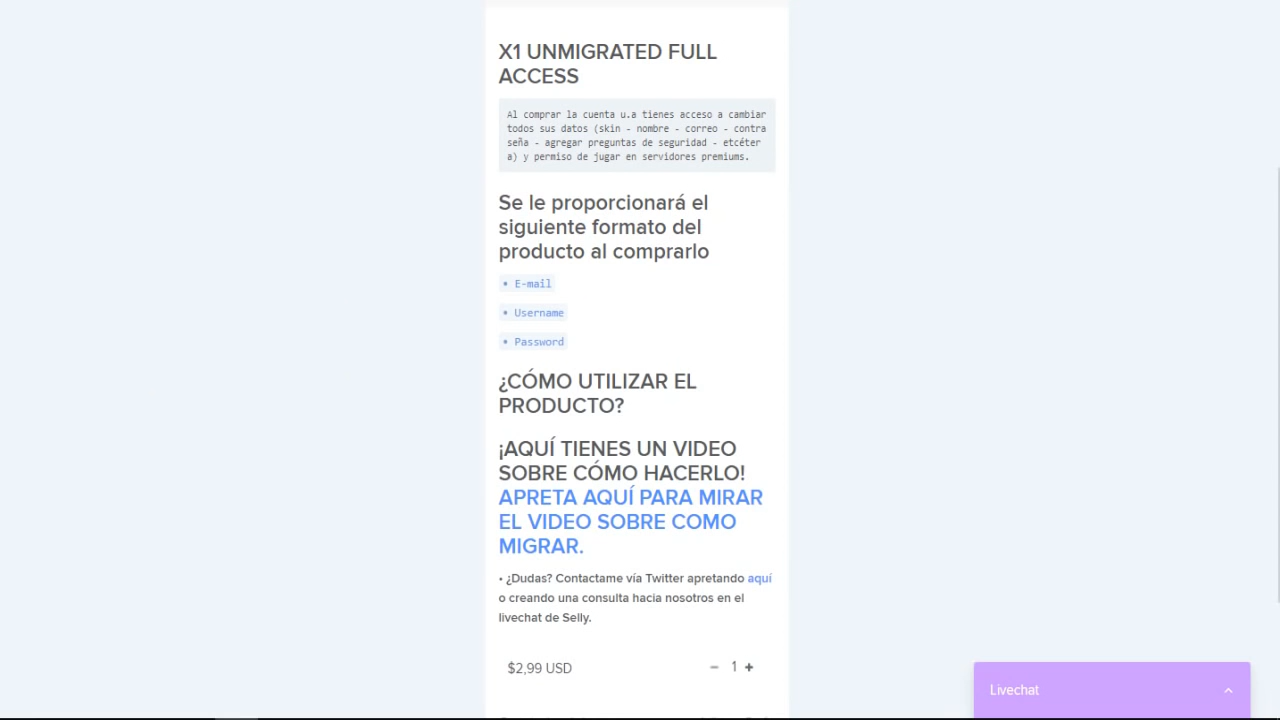 X1 UNMIGRATED FULL
ACCESS
Al comprar la cuenta u.a tienes acceso a cambiar
todos sus datos (skin - nombre - correo - contra
seña - agregar preguntas de seguridad - etcéter
a) y permiso de jugar en servidores premiums.
Se le proporcionará el
siguiente formato del
producto al comprarlo
• E-mail
• Username
• Password
¿CÓMO UTILIZAR EL
PRODUCTO?
¡AQUÍ TIENES UN VIDEO
SOBRE CÓMO HACERLO!
APRETA AQUÍ PARA MIRAR
EL VIDEO SOBRE COMO
MIGRAR.
• ¿Dudas? Contactame vía Twitter apretando aquí
o creando una consulta hacia nosotros en el
livechat de Selly.
$2,99 USD − 1 +
Livechat